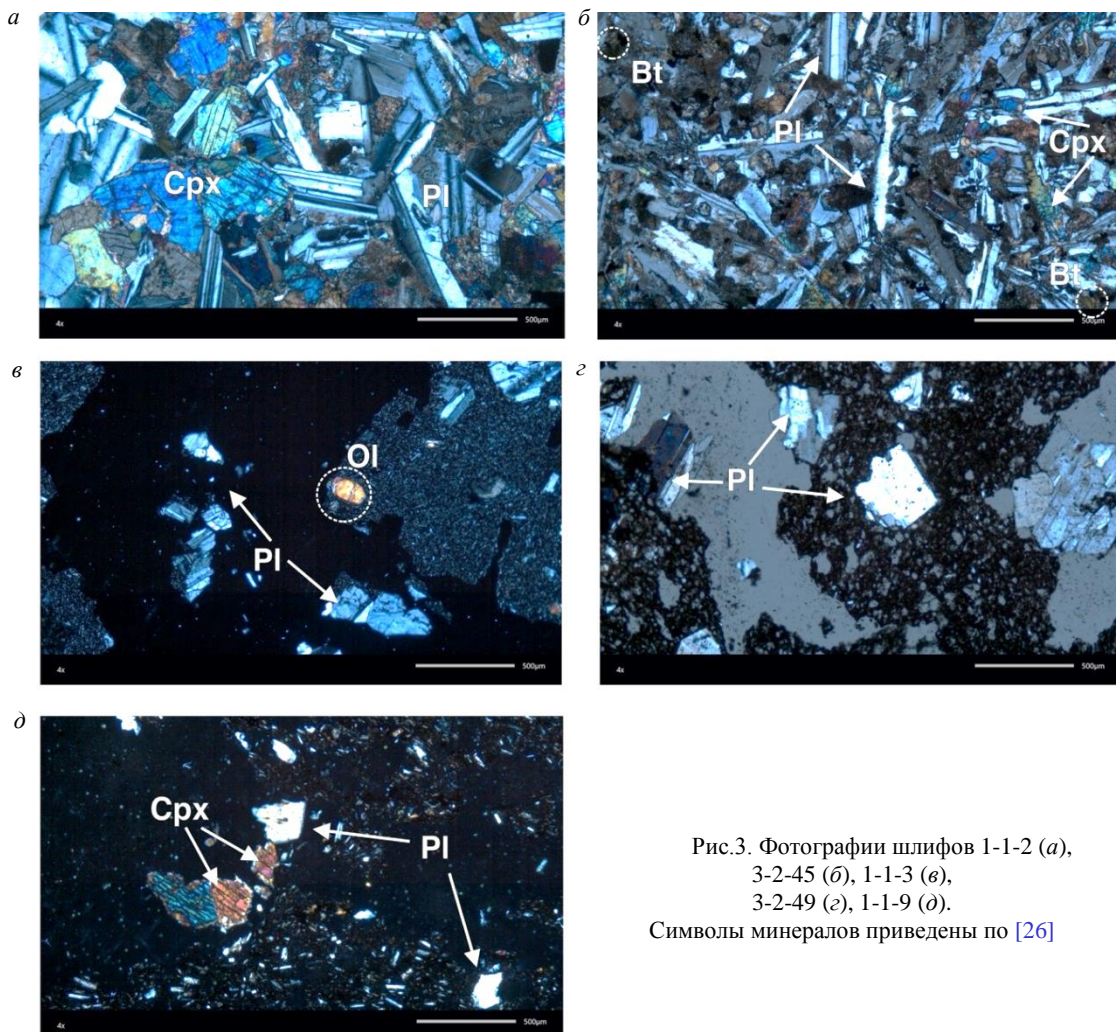 а
Cpx
Pl
4x
500µm
б
Bt
Pl
Cpx
Bt
4x
500µm
в
Ol
Pl
4x
500µm
г
Pl
4x
500µm
д
Cpx
Pl
4x
500µm
Рис.3. Фотографии шлифов 1-1-2 (а),
3-2-45 (б), 1-1-3 (в),
3-2-49 (г), 1-1-9 (д).
Символы минералов приведены по [26]